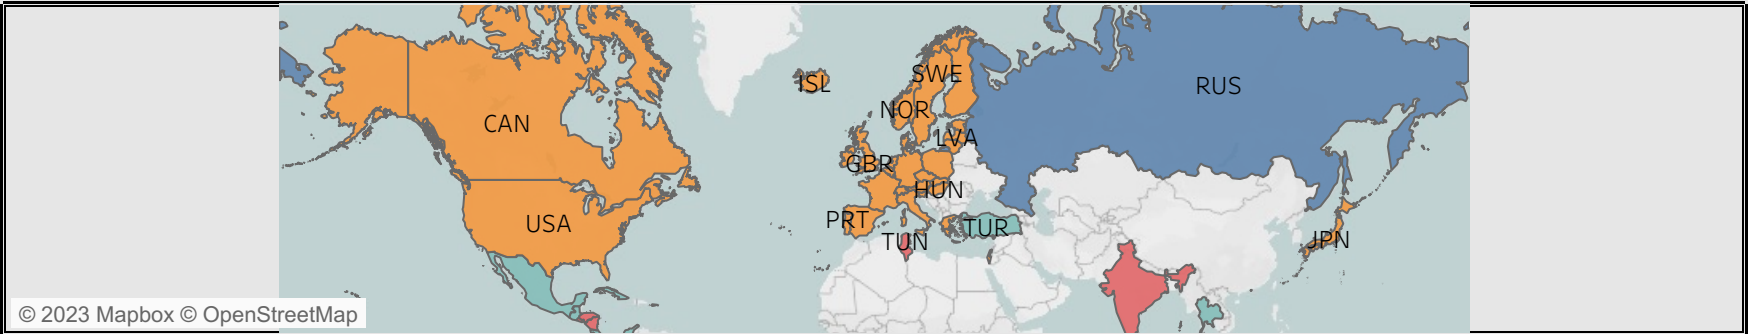 SWE
ISL
RUS
NOR
CAN
LVA
GBR
HUN
PRT
USA
TUR
TUN
JPN
© 2023 Mapbox © OpenStreetMap